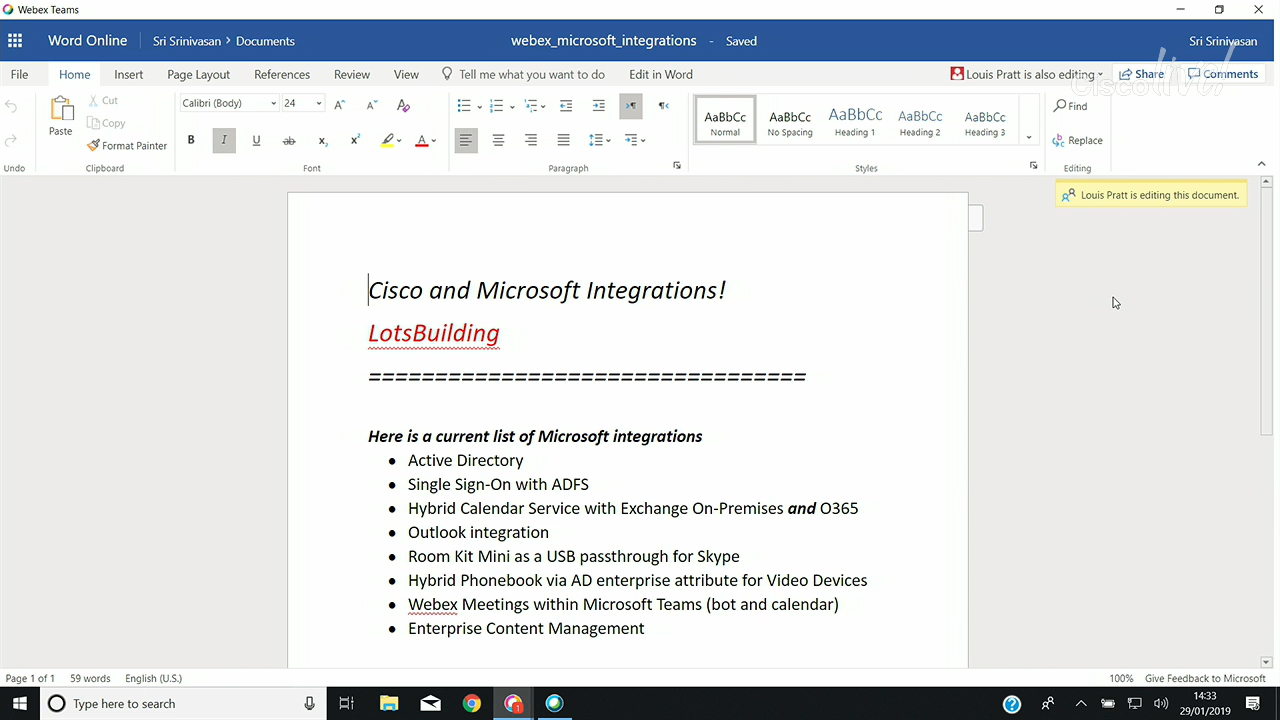 Webex Teams
Word Online Sri Srinivasan > Documents webex_microsoft_integrations - Saved Sri Srinivasan
File Home Insert Page Layout References Review View Tell me what you want to do Edit in Word Louis Pratt is also editing Share Comments
Cisco live!
Paste Cut Copy Format Painter
Calibri (Body) 24
AaBbCc AaBbCc AaBbCc AaBbCc AaBbCc
Normal No Spacing Heading 1 Heading 2 Heading 3
Find
Replace
Undo Clipboard Font Paragraph Styles Editing
Louis Pratt is editing this document.
Cisco and Microsoft Integrations!
LotsBuilding
=================================
Here is a current list of Microsoft integrations
• Active Directory
• Single Sign-On with ADFS
• Hybrid Calendar Service with Exchange On-Premises and O365
• Outlook integration
• Room Kit Mini as a USB passthrough for Skype
• Hybrid Phonebook via AD enterprise attribute for Video Devices
• Webex Meetings within Microsoft Teams (bot and calendar)
• Enterprise Content Management
Page 1 of 1 59 words English (U.S.) 100% Give Feedback to Microsoft
Type here to search
14:33
29/01/2019